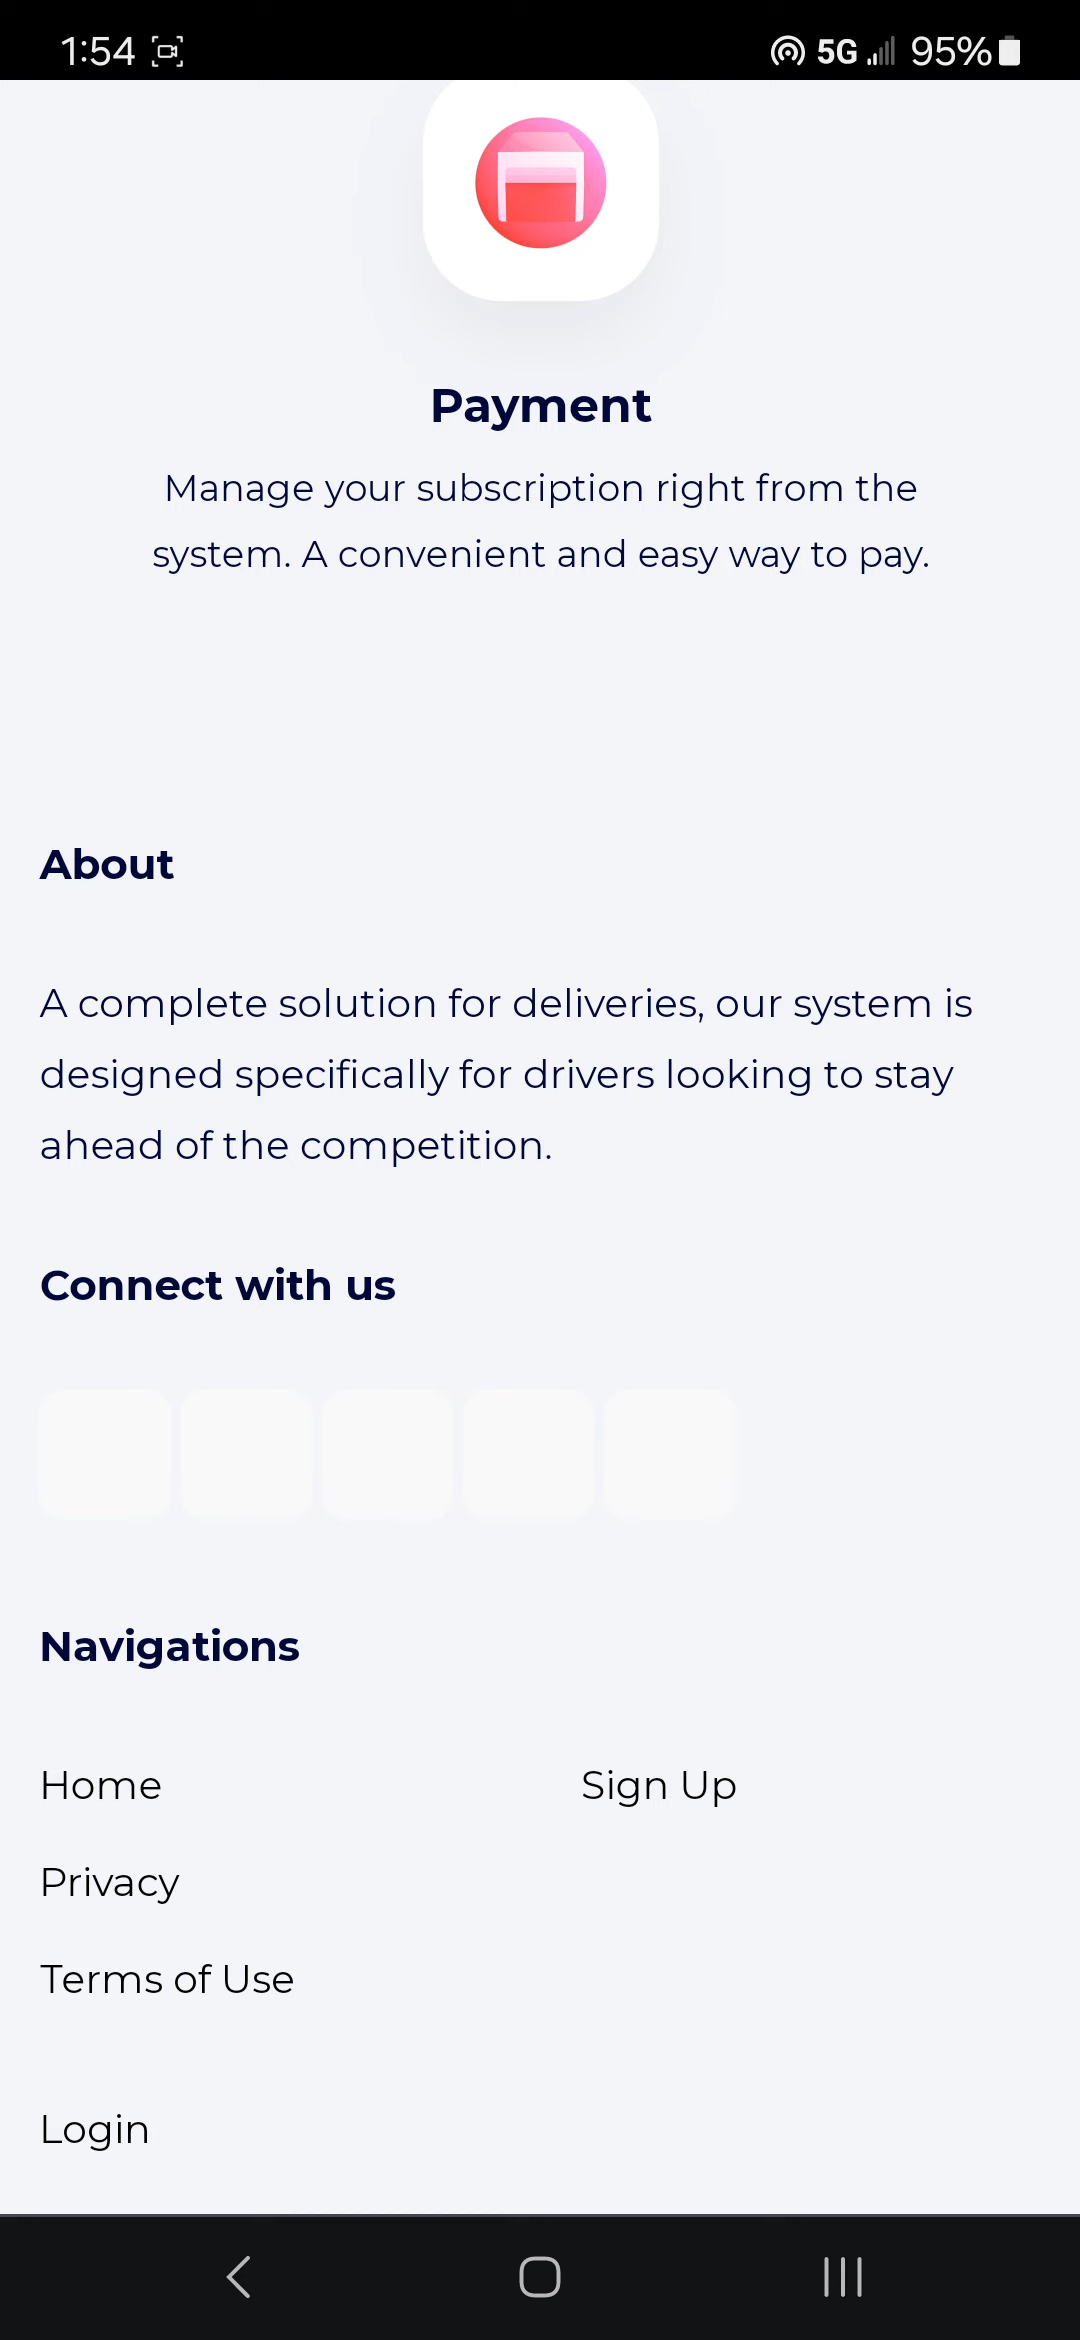 1:54
5G 95%
Payment
Manage your subscription right from the
system. A convenient and easy way to pay.
About
A complete solution for deliveries, our system is
designed specifically for drivers looking to stay
ahead of the competition.
Connect with us
Navigations
Home
Sign Up
Privacy
Terms of Use
Login